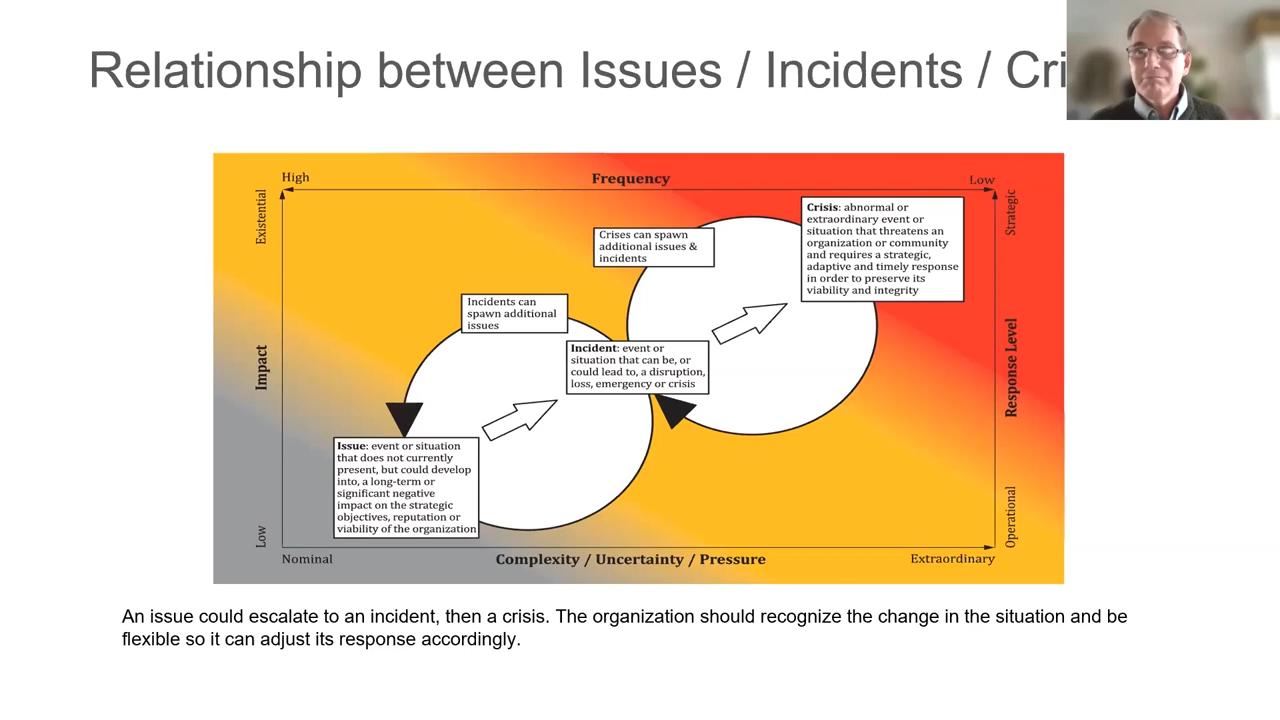 Relationship between Issues / Incidents / Cri
High
Frequency
Low
Existential
Strategic
Crisis: abnormal or
extraordinary event or
situation that threatens an
organization or community
and requires a strategic,
adaptive and timely response
in order to preserve its
viability and integrity
Crises can spawn
additional issues &
incidents
Incidents can
spawn additional
issues
Incident: event or
situation that can be, or
could lead to, a disruption,
loss, emergency or crisis
Impact
Response Level
Issue: event or situation
that does not currently
present, but could develop
into, a long-term or
significant negative
impact on the strategic
objectives, reputation or
viability of the organization
Low
Operational
Nominal
Complexity / Uncertainty / Pressure
Extraordinary
An issue could escalate to an incident, then a crisis. The organization should recognize the change in the situation and be
flexible so it can adjust its response accordingly.